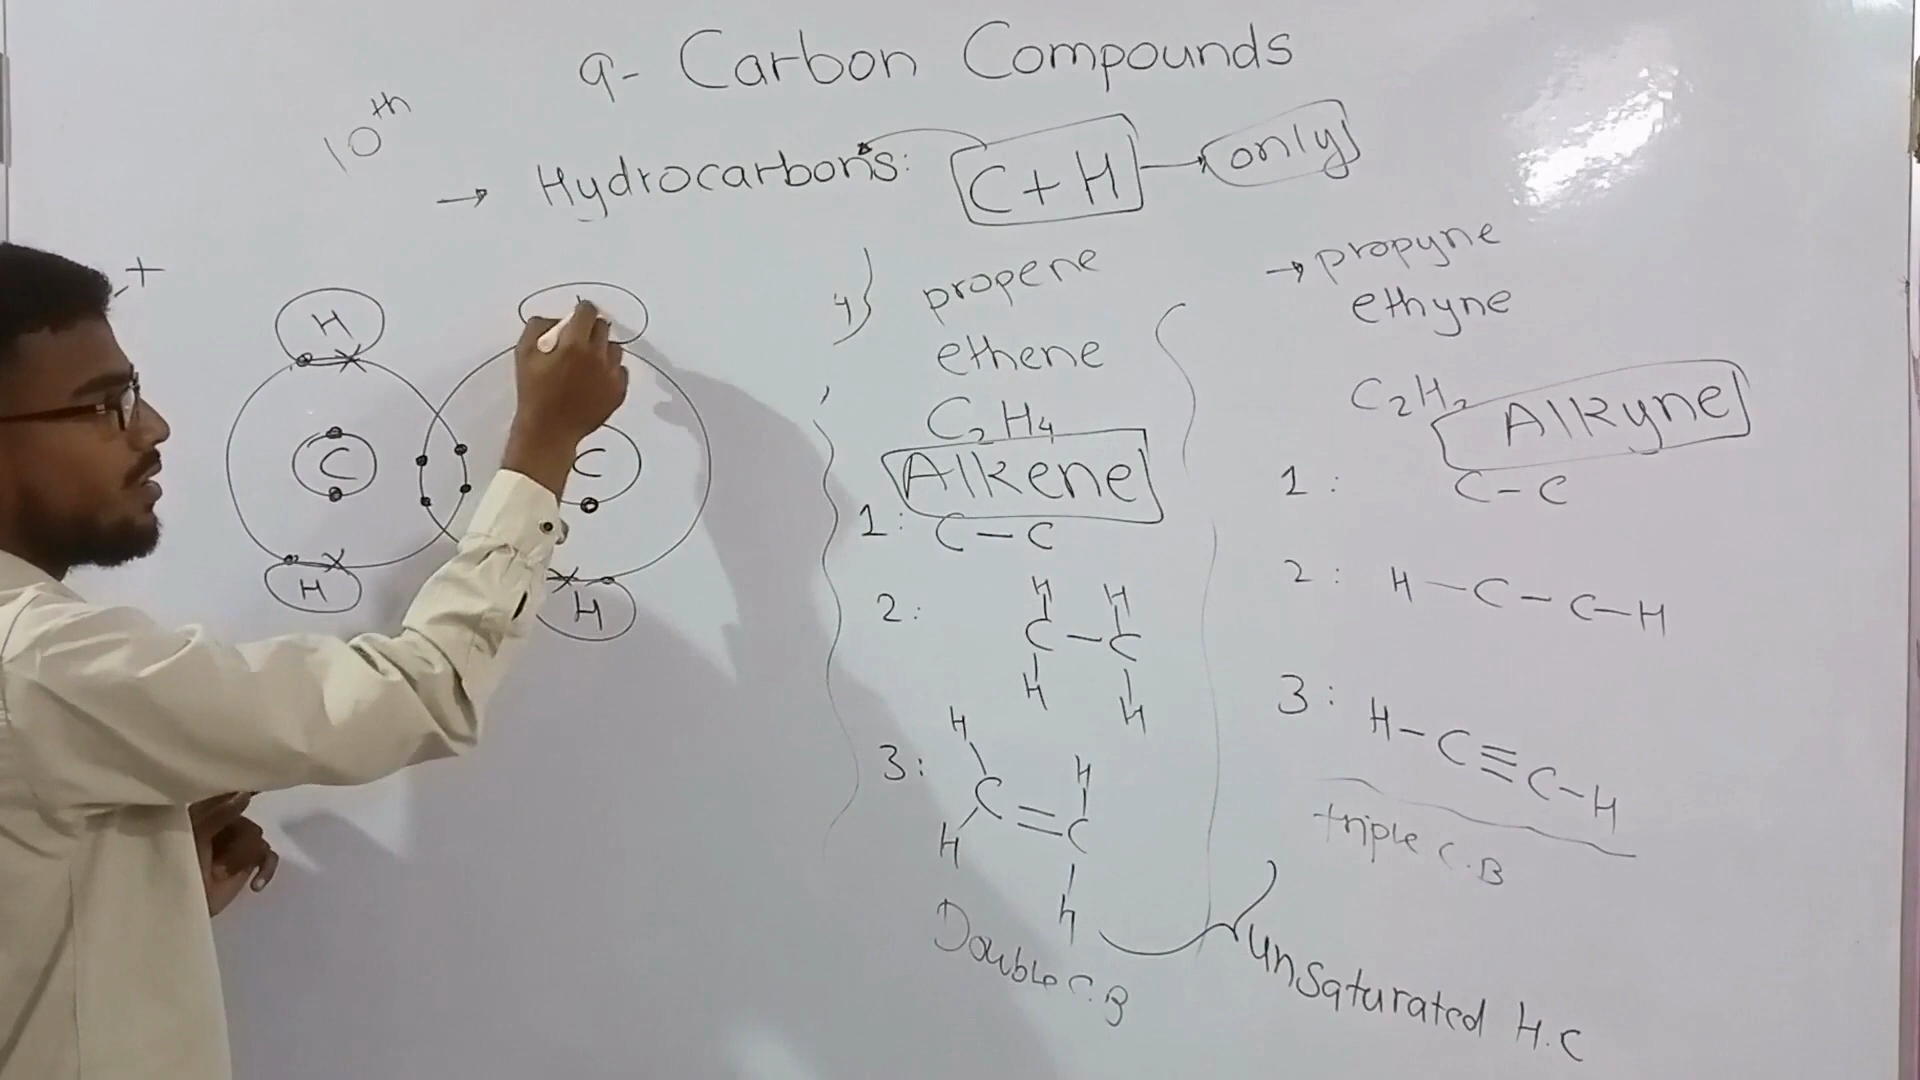 9- Carbon Compounds
10th
→ Hydrocarbons: C+H → only
+
H
C
C
H
H
4}
propene
ethene
C2H4
Alkene
1: C-C
2:
H H
C-C
H H
3:
H
H
C=C
H
H
Double C.B
→ propyne
ethyne
C2H2
Alkyne
1: C-C
2: H-C-C-H
3: H-C≡C-H
triple C.B
unsaturated H.C